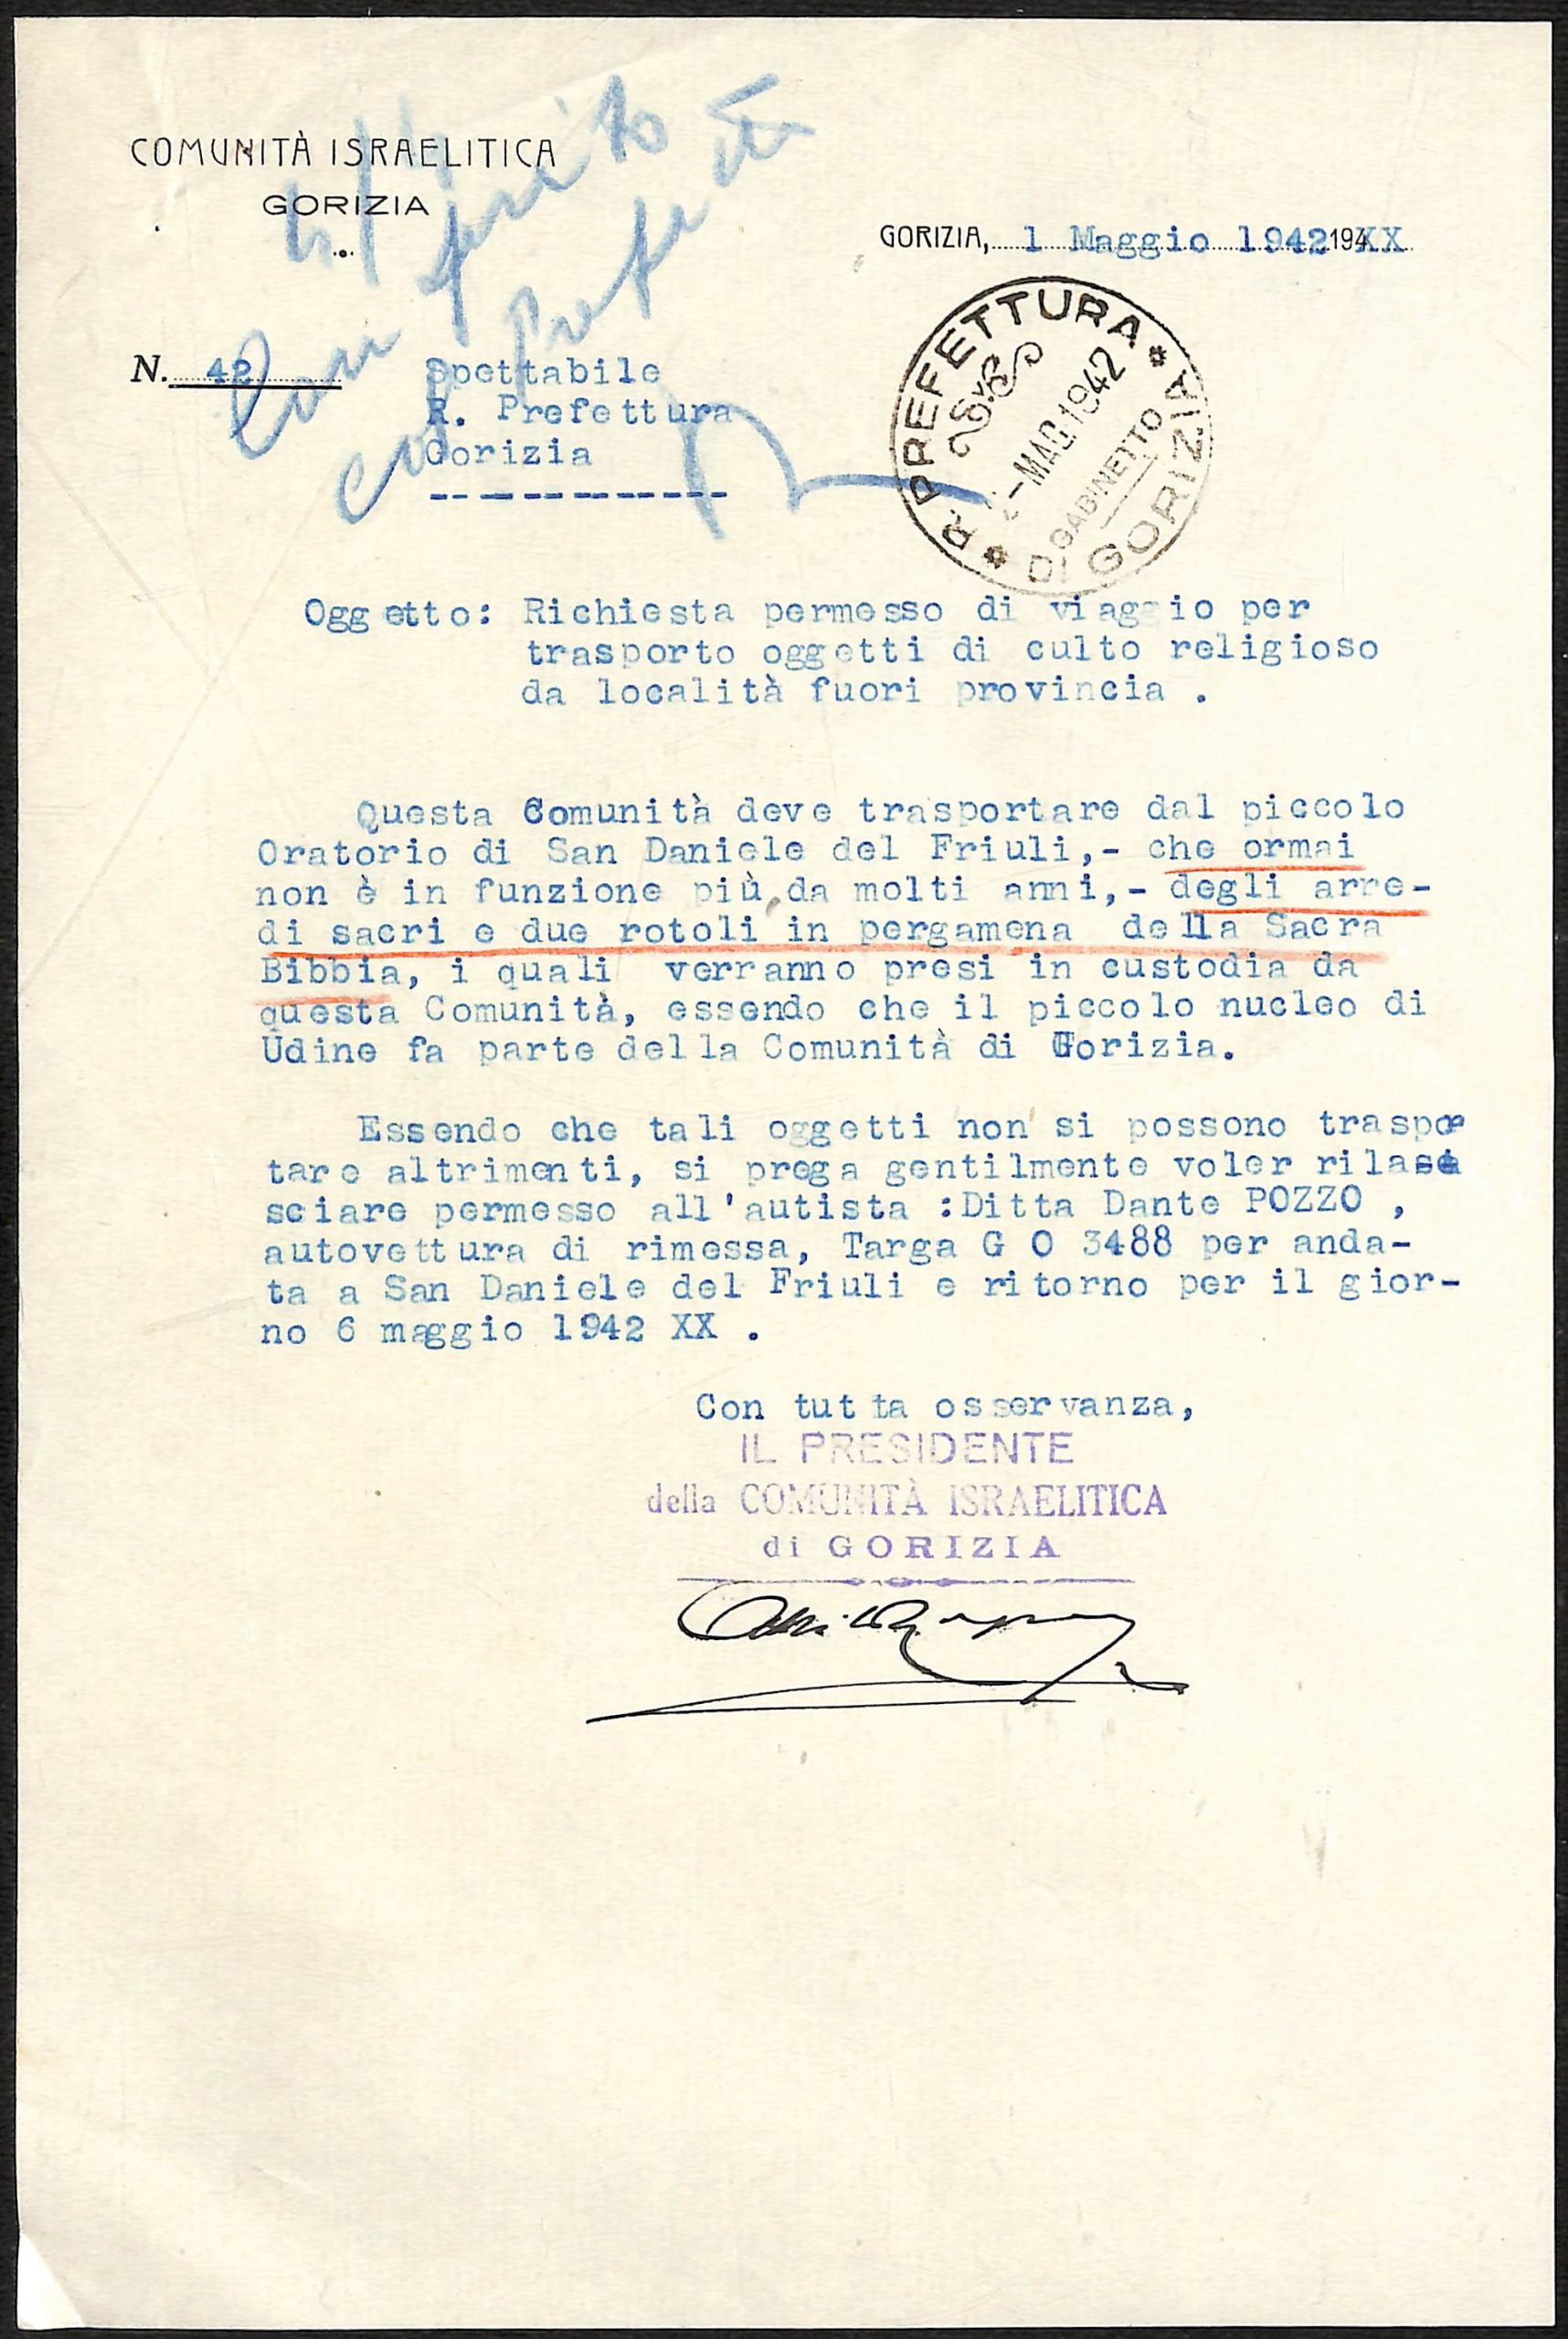 COMUNITÀ ISRAELITICA
GORIZIA
GORIZIA, 1 Maggio 1942 194XX
N. 42
Conferito
col Prefetto
Spettabile
R. Prefettura
Gorizia
-------------
R. PREFETTURA
-MAG.1942
GABINETTO
DI GORIZIA
Oggetto: Richiesta permesso di viaggio per
trasporto oggetti di culto religioso
da località fuori provincia .
Questa Comunità deve trasportare dal piccolo
Oratorio di San Daniele del Friuli,- che ormai
non è in funzione più,da molti anni,- degli arre-
di sacri e due rotoli in pergamena della Sacra
Bibbia, i quali verranno presi in custodia da
questa Comunità, essendo che il piccolo nucleo di
Udine fa parte della Comunità di Gorizia.
Essendo che tali oggetti non si possono traspor
tare altrimenti, si prega gentilmente voler rilasci
sciare permesso all'autista :Ditta Dante POZZO ,
autovettura di rimessa, Targa G O 3488 per anda-
ta a San Daniele del Friuli e ritorno per il gior-
no 6 maggio 1942 XX .
Con tutta osservanza,
IL PRESIDENTE
della COMUNITÀ ISRAELITICA
di GORIZIA